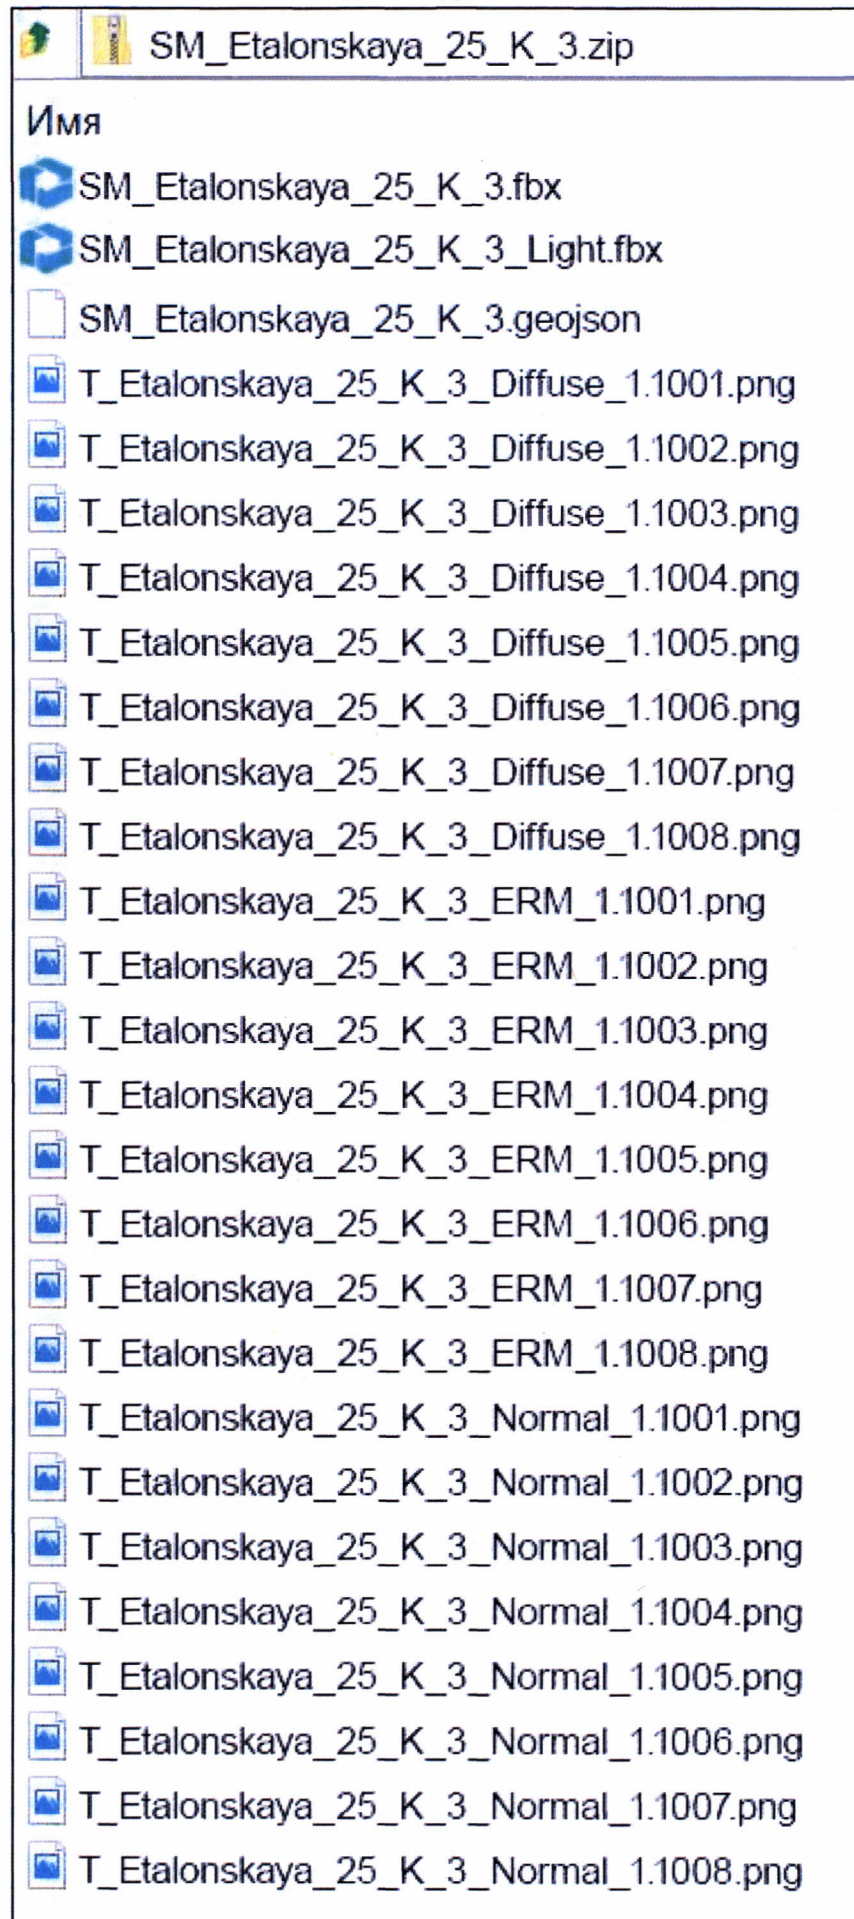 SM_Etalonskaya_25_K_3.zip
Имя
SM_Etalonskaya_25_K_3.fbx
SM_Etalonskaya_25_K_3_Light.fbx
SM_Etalonskaya_25_K_3.geojson
T_Etalonskaya_25_K_3_Diffuse_1.1001.png
T_Etalonskaya_25_K_3_Diffuse_1.1002.png
T_Etalonskaya_25_K_3_Diffuse_1.1003.png
T_Etalonskaya_25_K_3_Diffuse_1.1004.png
T_Etalonskaya_25_K_3_Diffuse_1.1005.png
T_Etalonskaya_25_K_3_Diffuse_1.1006.png
T_Etalonskaya_25_K_3_Diffuse_1.1007.png
T_Etalonskaya_25_K_3_Diffuse_1.1008.png
T_Etalonskaya_25_K_3_ERM_1.1001.png
T_Etalonskaya_25_K_3_ERM_1.1002.png
T_Etalonskaya_25_K_3_ERM_1.1003.png
T_Etalonskaya_25_K_3_ERM_1.1004.png
T_Etalonskaya_25_K_3_ERM_1.1005.png
T_Etalonskaya_25_K_3_ERM_1.1006.png
T_Etalonskaya_25_K_3_ERM_1.1007.png
T_Etalonskaya_25_K_3_ERM_1.1008.png
T_Etalonskaya_25_K_3_Normal_1.1001.png
T_Etalonskaya_25_K_3_Normal_1.1002.png
T_Etalonskaya_25_K_3_Normal_1.1003.png
T_Etalonskaya_25_K_3_Normal_1.1004.png
T_Etalonskaya_25_K_3_Normal_1.1005.png
T_Etalonskaya_25_K_3_Normal_1.1006.png
T_Etalonskaya_25_K_3_Normal_1.1007.png
T_Etalonskaya_25_K_3_Normal_1.1008.png